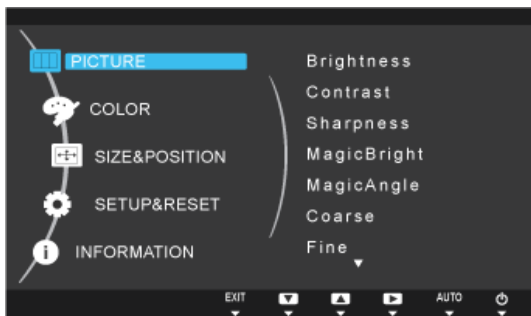 PICTURE
COLOR
SIZE&POSITION
SETUP&RESET
INFORMATION
Brightness
Contrast
Sharpness
MagicBright
MagicAngle
Coarse
Fine
EXIT AUTO